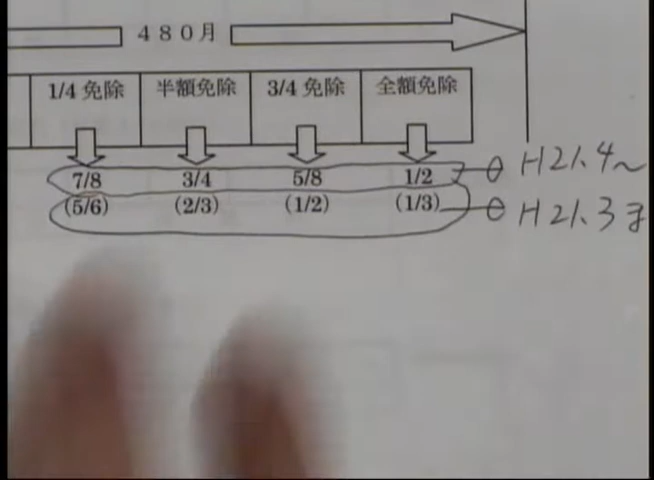 480月
1/4免除 半額免除 3/4免除 全額免除
7/8 3/4 5/8 1/2 H21.4～
(5/6) (2/3) (1/2) (1/3) H21.3ま